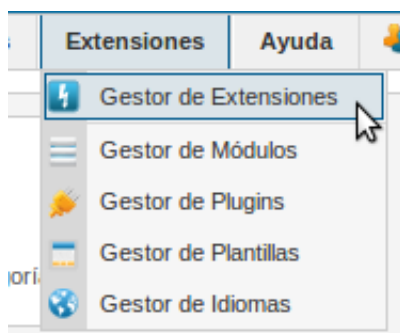 Extensiones Ayuda
Gestor de Extensiones
Gestor de Módulos
Gestor de Plugins
Gestor de Plantillas
Gestor de Idiomas